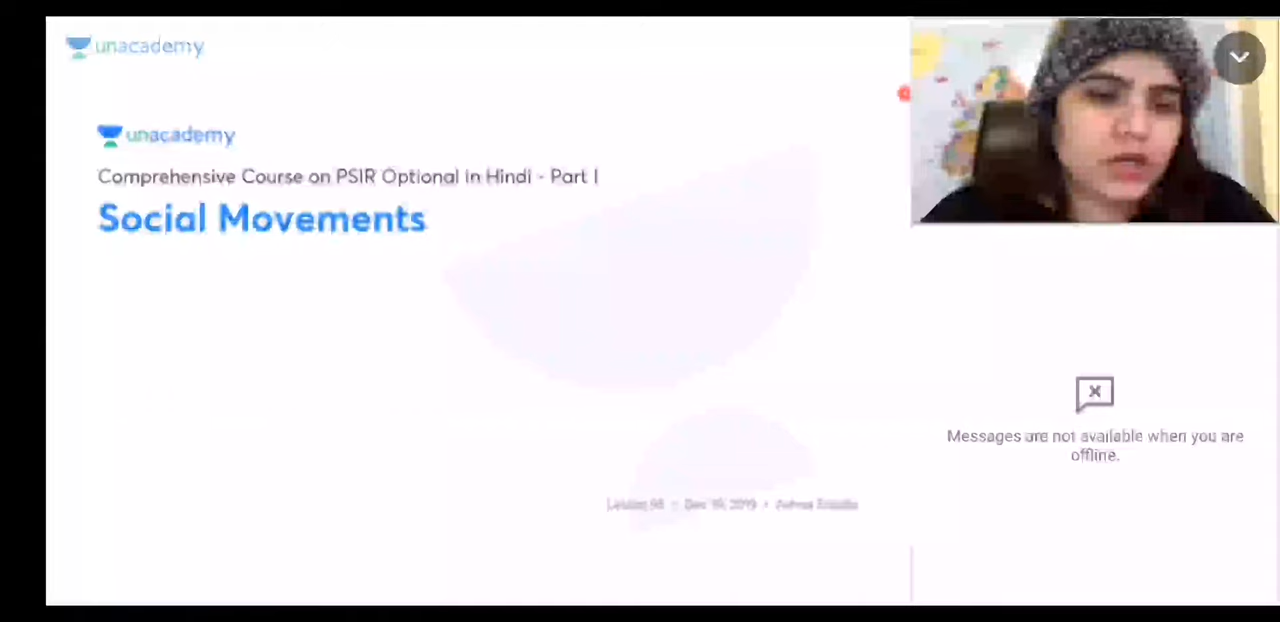 unacademy
unacademy
Comprehensive Course on PSIR Optional in Hindi - Part I
Social Movements
Messages are not available when you are
offline.
2019